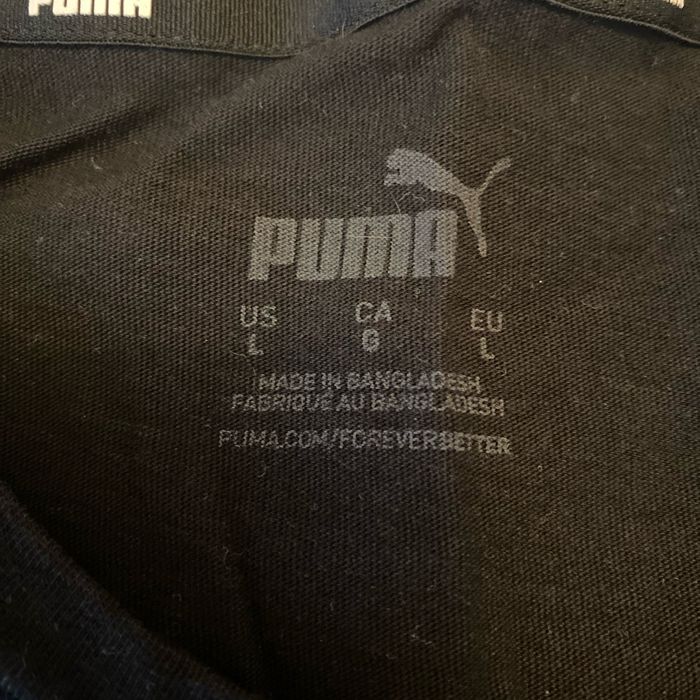 PUMA
PUMA
US CA EU
L G L
MADE IN BANGLADESH
FABRIQUÉ AU BANGLADESH
PUMA.COM/FOREVERBETTER